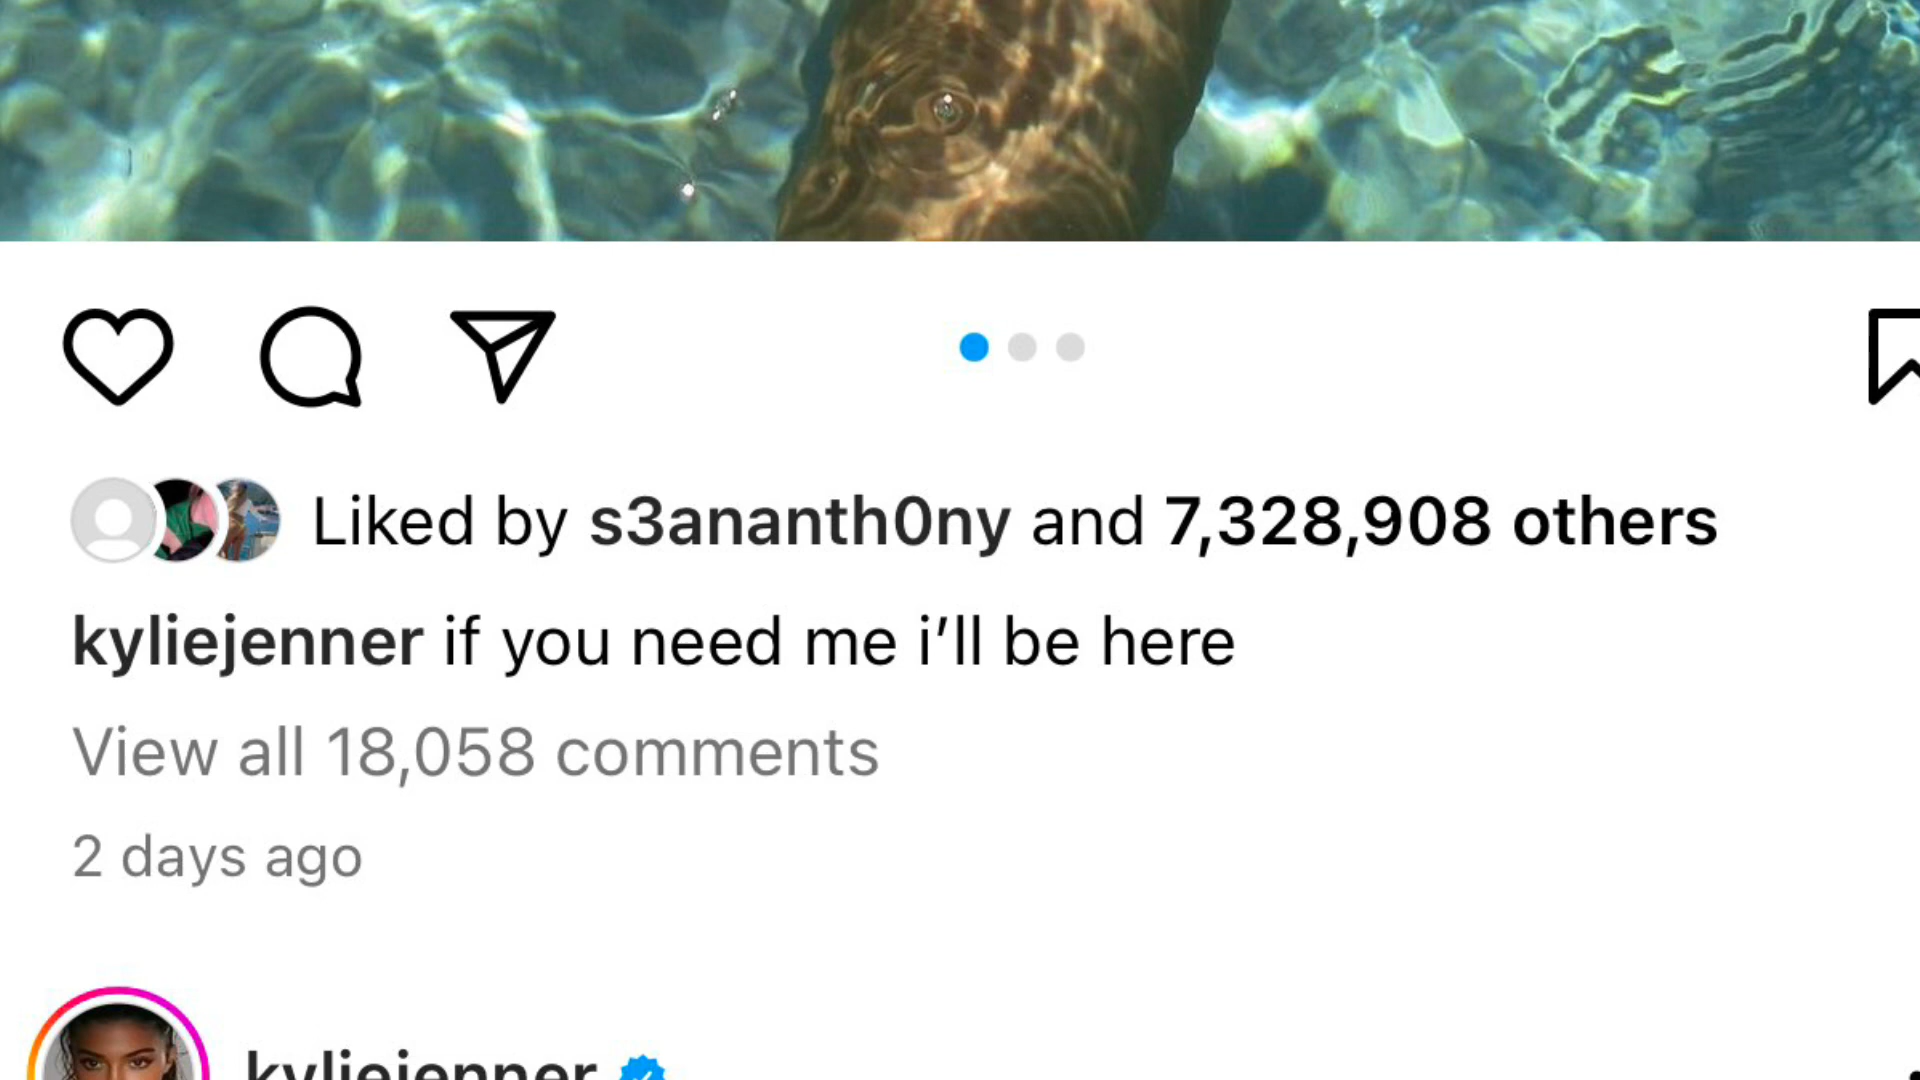 Liked by s3ananth0ny and 7,328,908 others
kyliejenner if you need me i’ll be here
View all 18,058 comments
2 days ago
kyliejenner